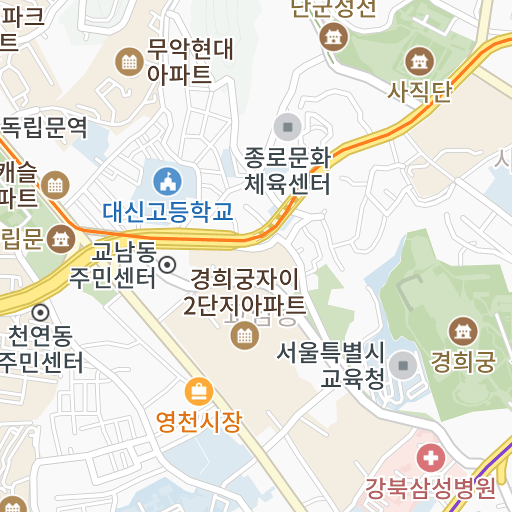 파크
트
단군성전
무악현대
아파트
사직단
독립문역
종로문화
체육센터
캐슬
파트
대신고등학교
립문
교남동
주민센터
경희궁자이
2단지아파트
천연동
주민센터
서울특별시
교육청
경희궁
영천시장
강북삼성병원